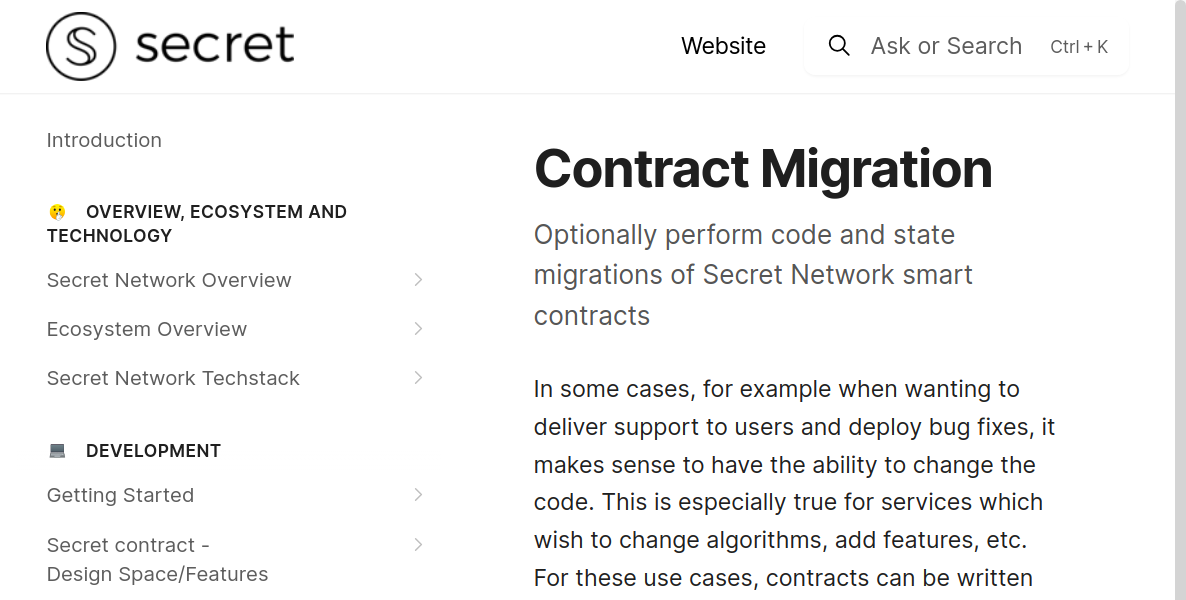 secret
Website
Ask or Search
Ctrl + K
Introduction
OVERVIEW, ECOSYSTEM AND
TECHNOLOGY
Secret Network Overview
Ecosystem Overview
Secret Network Techstack
DEVELOPMENT
Getting Started
Secret contract -
Design Space/Features
Contract Migration
Optionally perform code and state
migrations of Secret Network smart
contracts
In some cases, for example when wanting to
deliver support to users and deploy bug fixes, it
makes sense to have the ability to change the
code. This is especially true for services which
wish to change algorithms, add features, etc.
For these use cases, contracts can be written